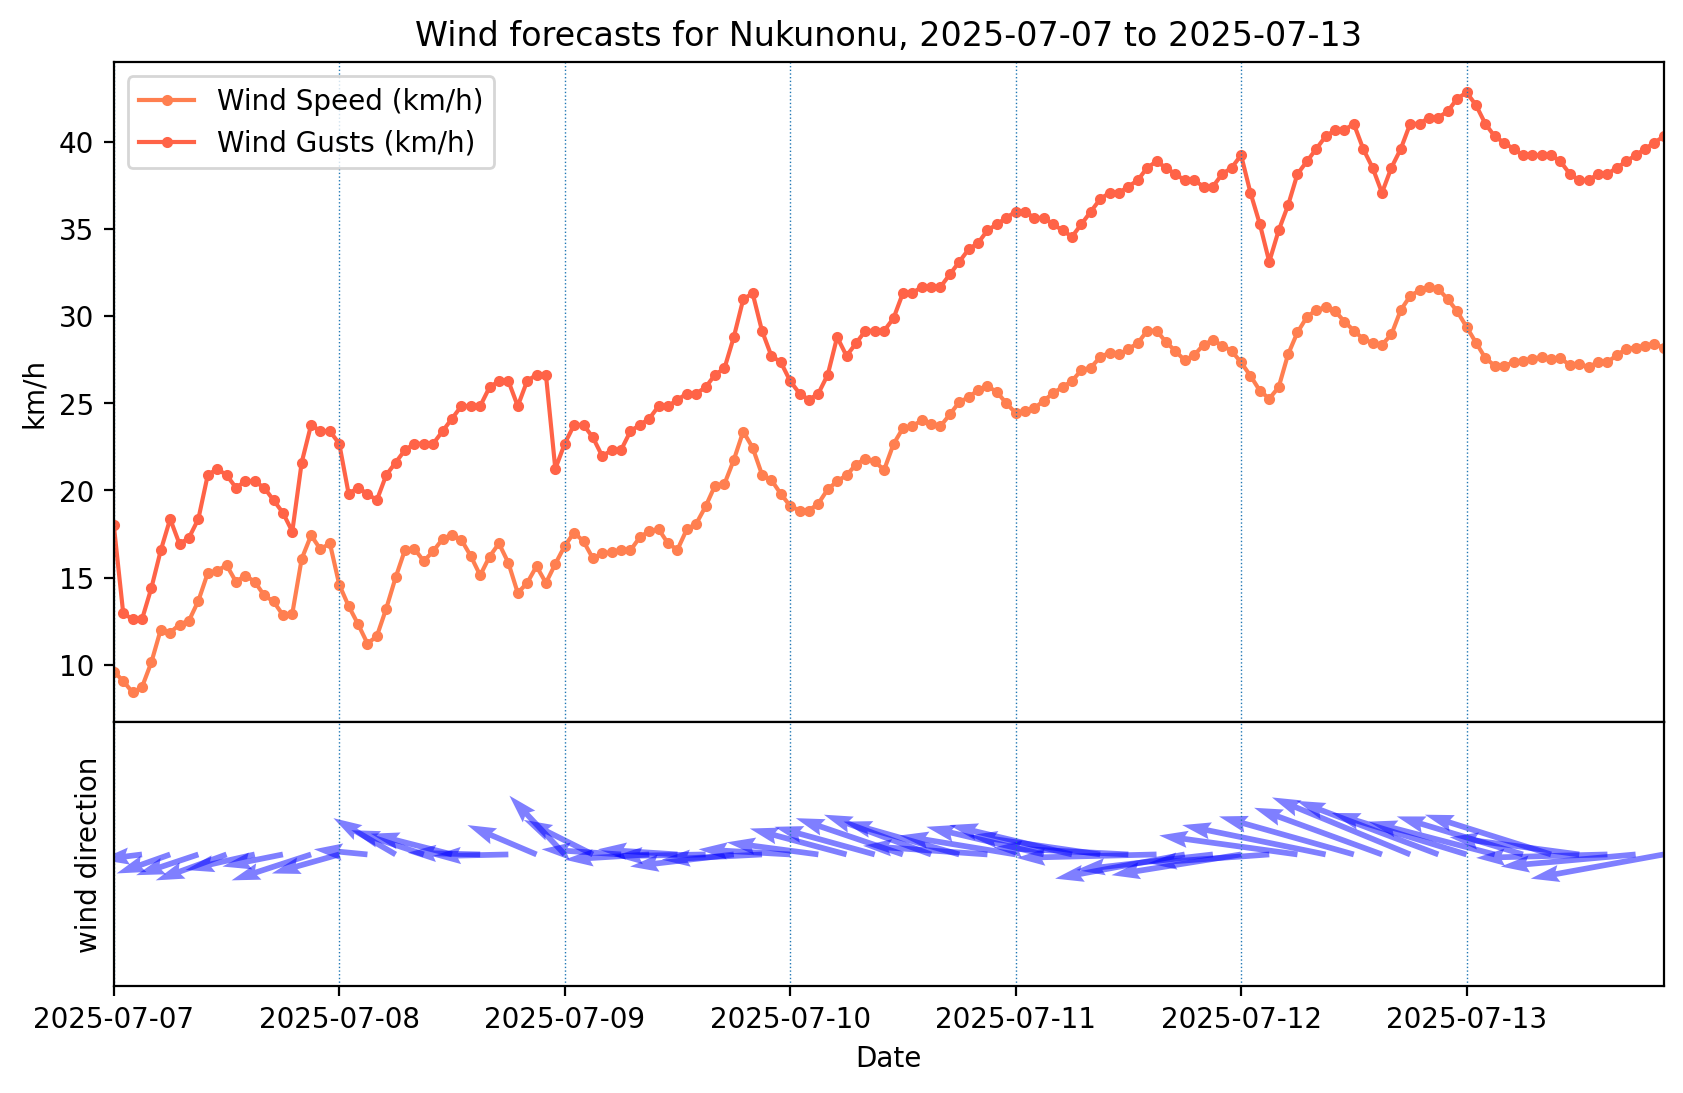 Wind forecasts for Nukunonu, 2025-07-07 to 2025-07-13
Wind Speed (km/h)
Wind Gusts (km/h)
40
35
30
25
20
15
10
km/h
wind direction
2025-07-07
2025-07-08
2025-07-09
2025-07-10
2025-07-11
2025-07-12
2025-07-13
Date